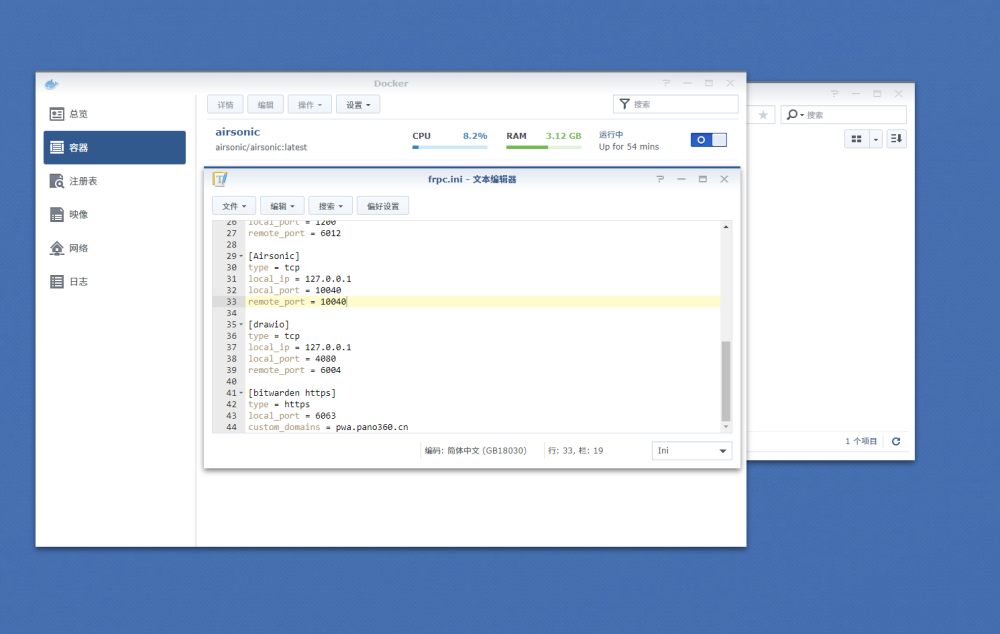 Docker
总览
容器
注册表
映像
网络
日志
详情 编辑 操作 设置 搜索
airsonic
airsonic/airsonic:latest
CPU 8.2% RAM 3.12 GB 运行中
Up for 54 mins
搜索
frpc.ini - 文本编辑器
文件 编辑 搜索 偏好设置
26 local_port = 1200
27 remote_port = 6012
28
29 [Airsonic]
30 type = tcp
31 local_ip = 127.0.0.1
32 local_port = 10040
33 remote_port = 10040
34
35 [drawio]
36 type = tcp
37 local_ip = 127.0.0.1
38 local_port = 4080
39 remote_port = 6004
40
41 [bitwarden https]
42 type = https
43 local_port = 6063
44 custom_domains = pwa.pano360.cn
编码: 简体中文 (GB18030) 行: 33, 栏: 19 Ini
1 个项目